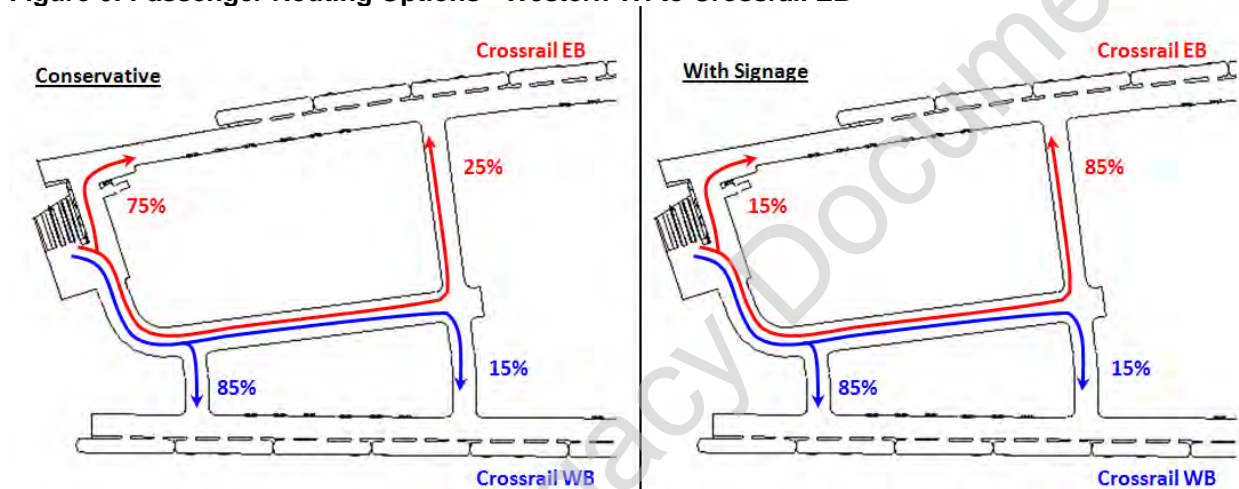 Crossrail EB
Conservative
75%
25%
85%
15%
Crossrail WB
Crossrail EB
With Signage
15%
85%
85%
15%
Crossrail WB